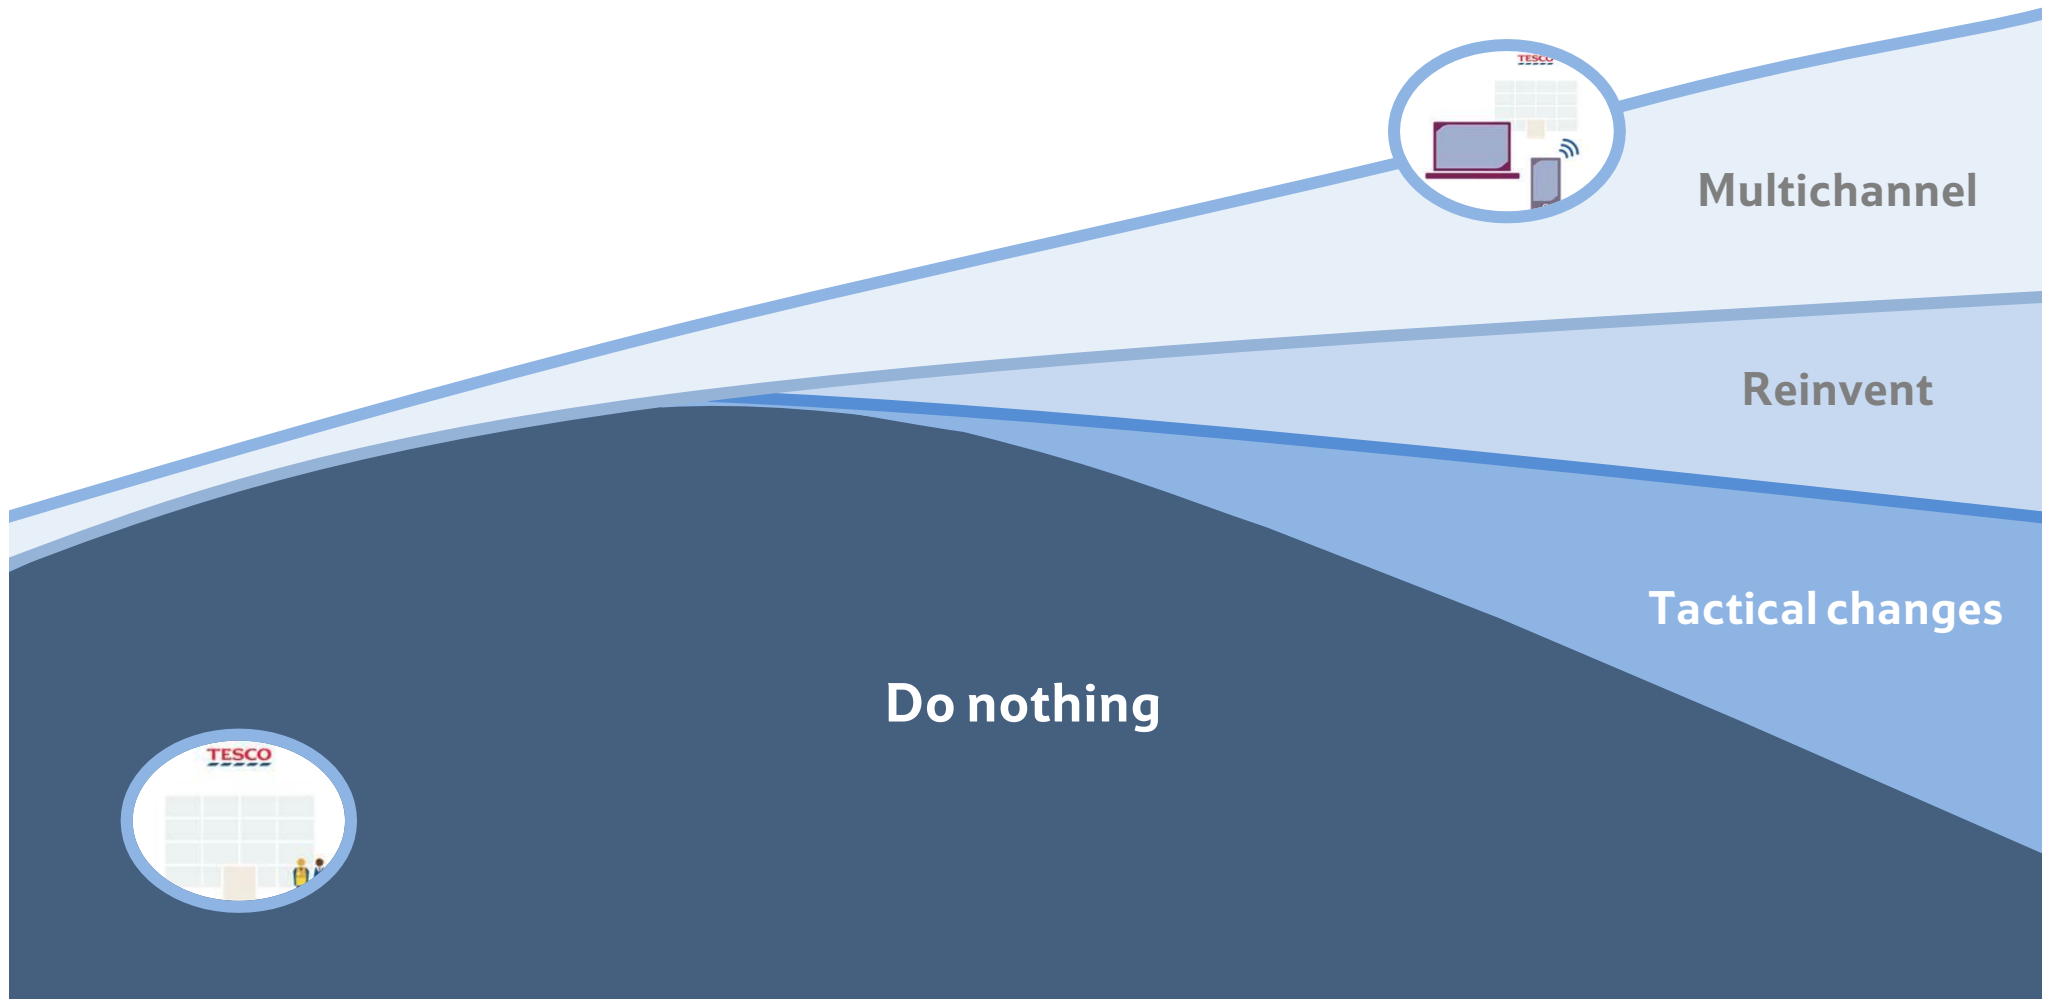 TESCO
Multichannel
Reinvent
Tactical changes
Do nothing
TESCO